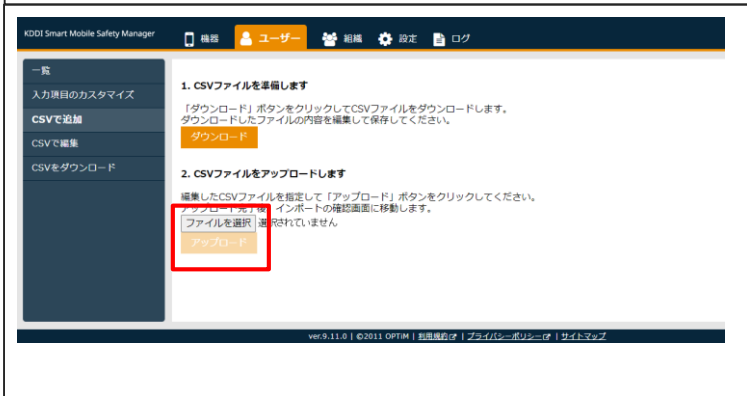 KDDI Smart Mobile Safety Manager
機器 ユーザー 組織 設定 ログ
一覧
入力項目のカスタマイズ
CSVで追加
CSVで編集
CSVをダウンロード
1. CSVファイルを準備します
「ダウンロード」ボタンをクリックしてCSVファイルをダウンロードします。
ダウンロードしたファイルの内容を編集して保存してください。
ダウンロード
2. CSVファイルをアップロードします
編集したCSVファイルを指定して「アップロード」ボタンをクリックしてください。
アップロード完了後、インポートの確認画面に移動します。
ファイルを選択 選択されていません
アップロード
ver.9.11.0 | ©2011 OPTiM | 利用規約 | プライバシーポリシー | サイトマップ